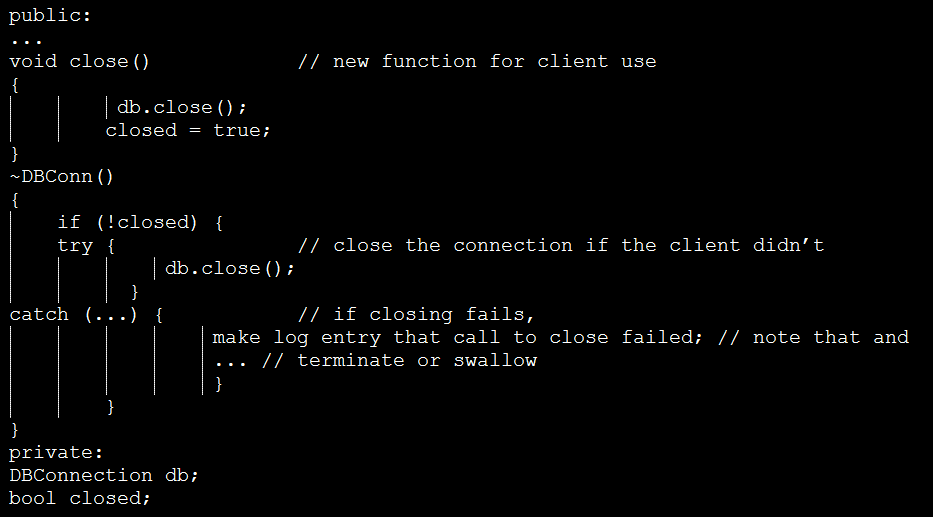 public:
...
void close() // new function for client use
{
db.close();
closed = true;
}
~DBConn()
{
if (!closed) {
try { // close the connection if the client didn’t
db.close();
}
catch (...) { // if closing fails,
make log entry that call to close failed; // note that and
... // terminate or swallow
}
}
}
private:
DBConnection db;
bool closed;